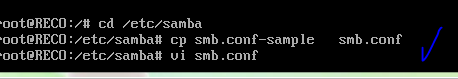 root@RECO:/# cd /etc/samba
root@RECO:/etc/samba# cp smb.conf-sample   smb.conf
root@RECO:/etc/samba# vi smb.conf